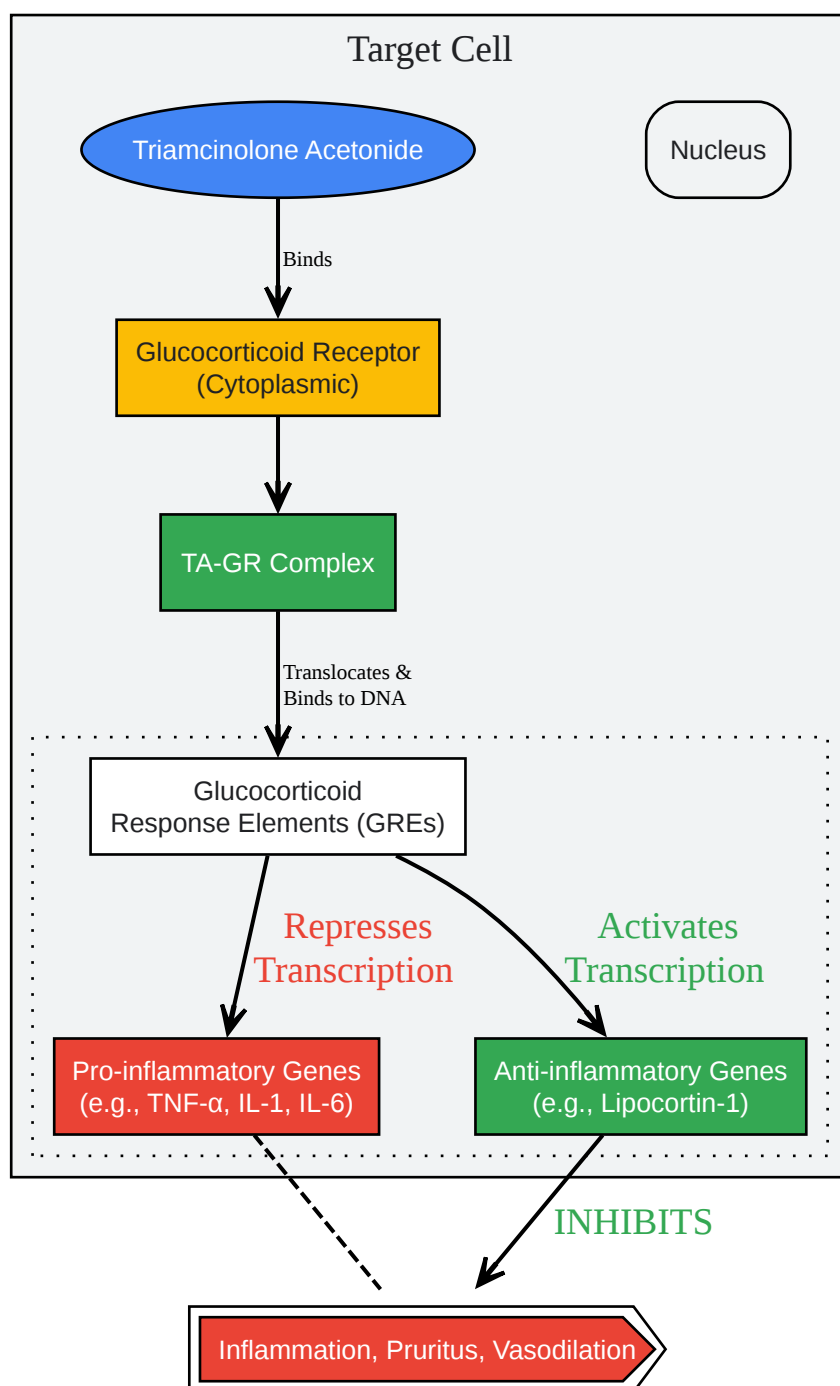 Target Cell
Triamcinolone Acetonide
Nucleus
Binds
Glucocorticoid Receptor
(Cytoplasmic)
TA-GR Complex
Translocates &
Binds to DNA
Glucocorticoid
Response Elements (GREs)
Represses
Transcription
Activates
Transcription
Pro-inflammatory Genes
(e.g., TNF-α, IL-1, IL-6)
Anti-inflammatory Genes
(e.g., Lipocortin-1)
INHIBITS
Inflammation, Pruritus, Vasodilation